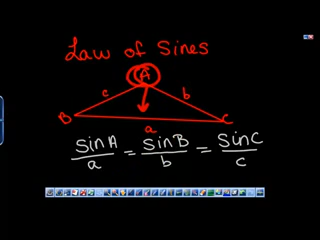 Law of Sines
A
c b
B C
a
sinA/a = sinB/b = sinC/c